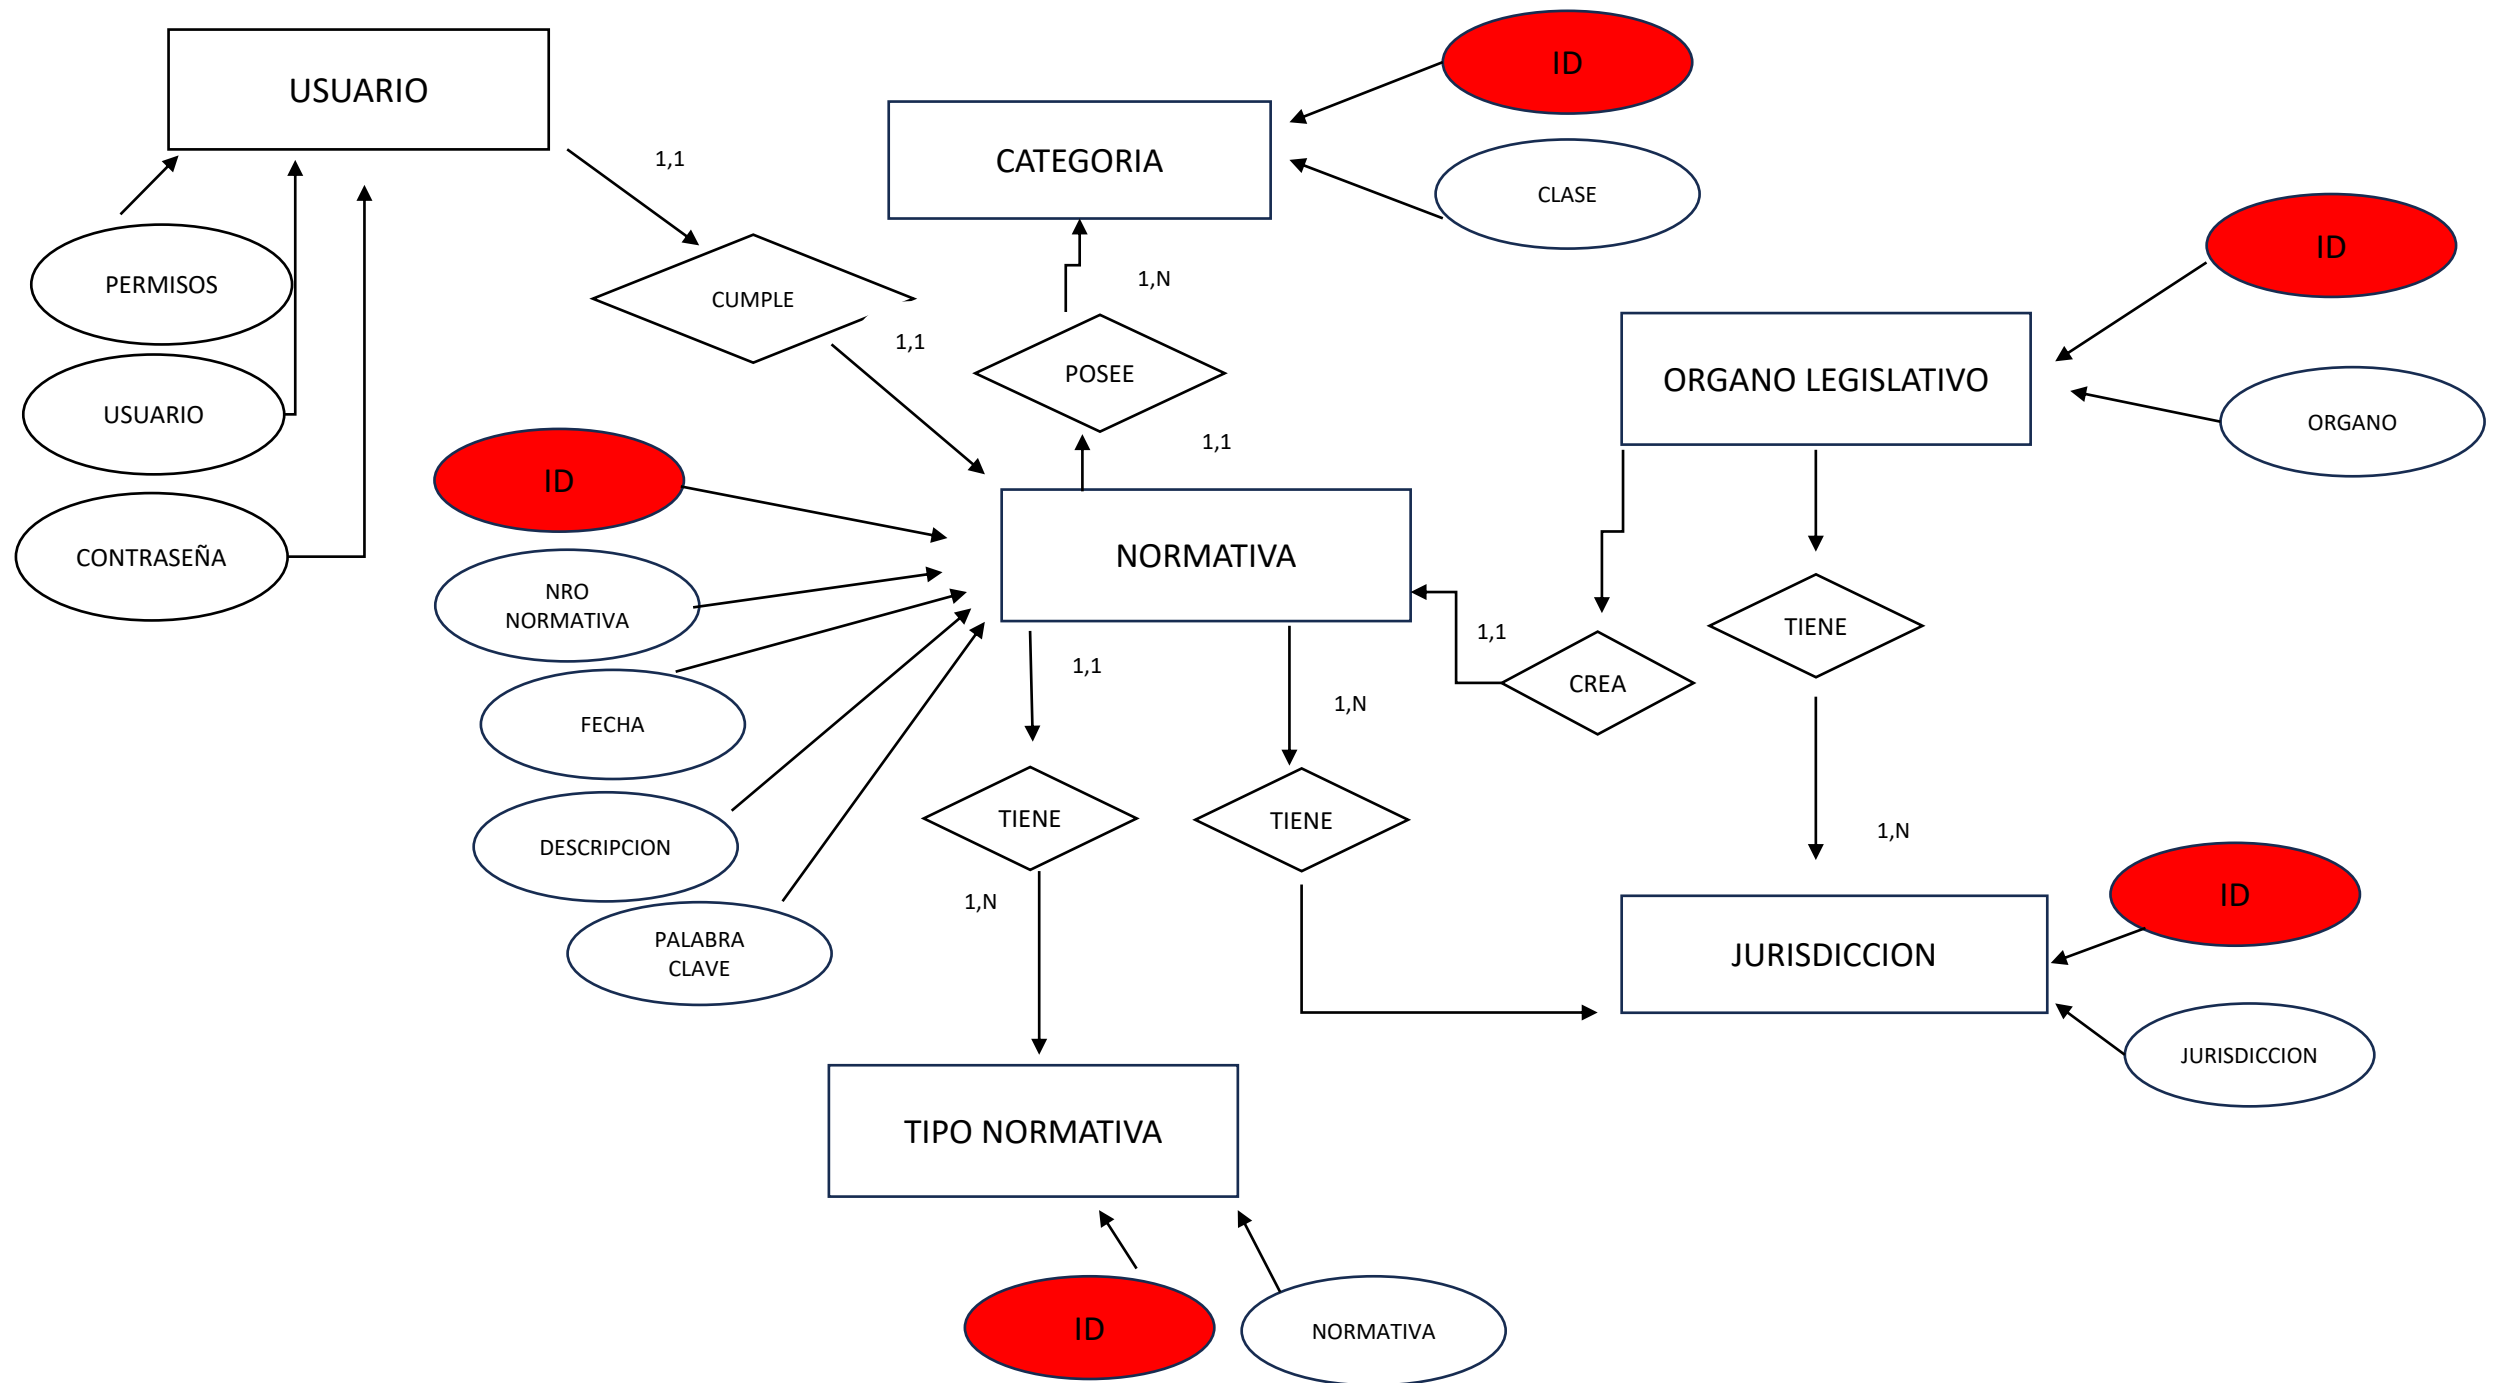 USUARIO
ID
CATEGORIA
1,1
CLASE
ID
PERMISOS
CUMPLE
1,N
1,1
POSEE
ORGANO LEGISLATIVO
USUARIO
ORGANO
1,1
ID
CONTRASEÑA
NORMATIVA
NRO
NORMATIVA
1,1
TIENE
1,1
CREA
1,N
FECHA
TIENE
TIENE
1,N
DESCRIPCION
1,N
ID
PALABRA
CLAVE
JURISDICCION
JURISDICCION
TIPO NORMATIVA
ID
NORMATIVA